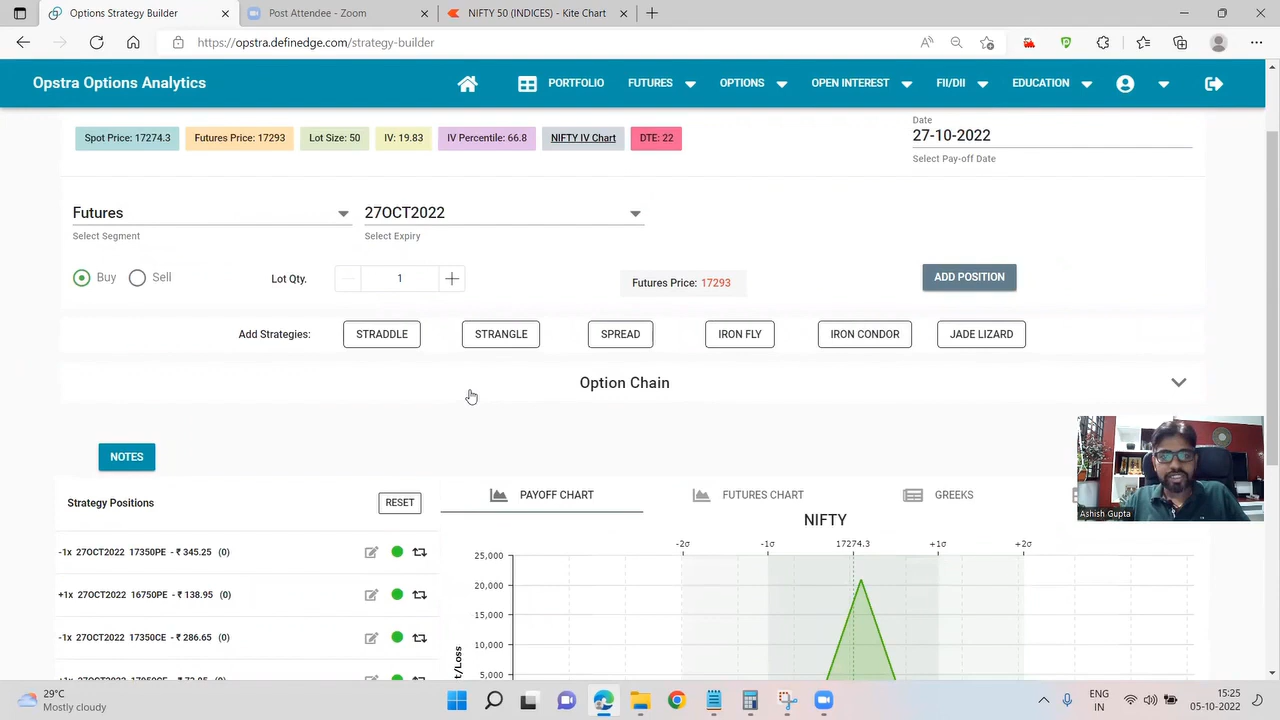 Options Strategy Builder
Post Attendee - Zoom
NIFTY 50 (INDICES) - Kite Chart
https://opstra.definedge.com/strategy-builder
Opstra Options Analytics
PORTFOLIO
FUTURES
OPTIONS
OPEN INTEREST
FII/DII
EDUCATION
Spot Price: 17274.3
Futures Price: 17293
Lot Size: 50
IV: 19.83
IV Percentile: 66.8
NIFTY IV Chart
DTE: 22
Date
27-10-2022
Select Pay-off Date
Futures
Select Segment
27OCT2022
Select Expiry
Buy
Sell
Lot Qty.
1
Futures Price: 17293
ADD POSITION
Add Strategies:
STRADDLE
STRANGLE
SPREAD
IRON FLY
IRON CONDOR
JADE LIZARD
Option Chain
NOTES
Ashish Gupta
Strategy Positions
RESET
PAYOFF CHART
FUTURES CHART
GREEKS
NIFTY
-2σ
-1σ
17274.3
+1σ
+2σ
-1x 27OCT2022 17350PE - ₹ 345.25 (0)
+1x 27OCT2022 16750PE - ₹ 138.95 (0)
-1x 27OCT2022 17350CE - ₹ 286.65 (0)
25,000
20,000
15,000
10,000
5,000
29°C
Mostly cloudy
ENG
IN
15:25
05-10-2022